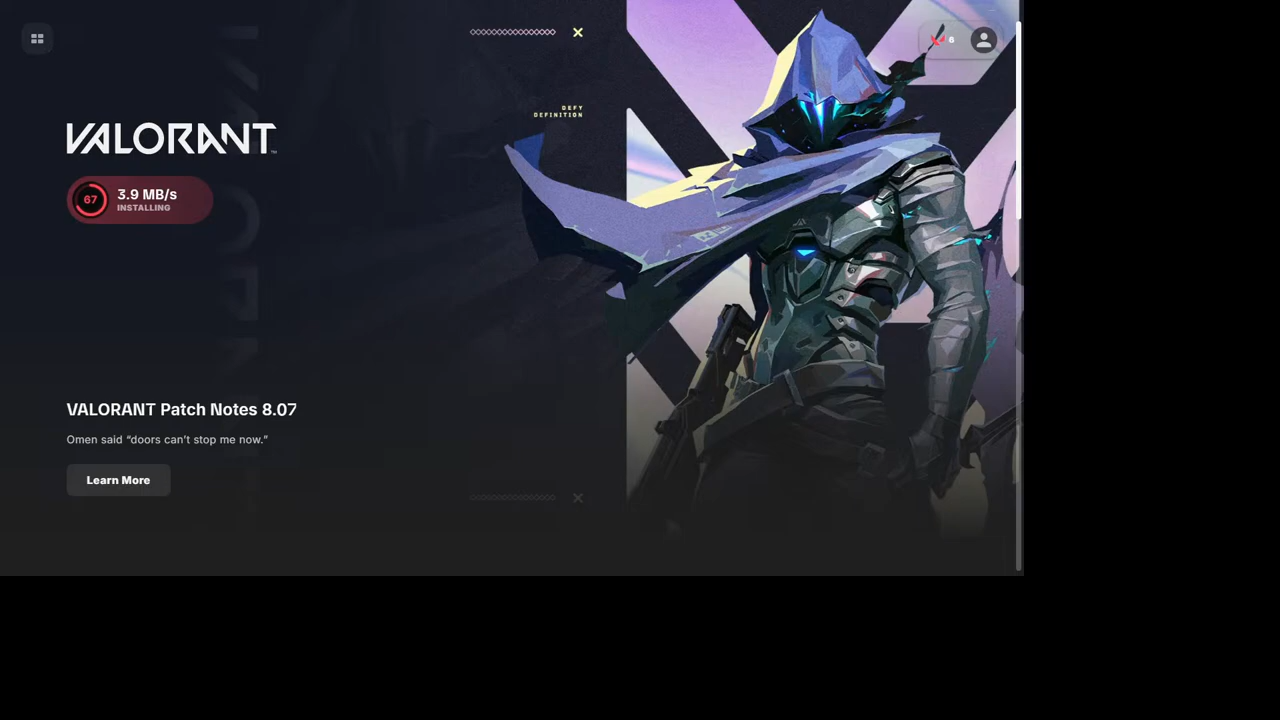 DEFY
DEFINITION
6
VALORANT
67
3.9 MB/s
INSTALLING
VALORANT Patch Notes 8.07
Omen said “doors can’t stop me now.”
Learn More